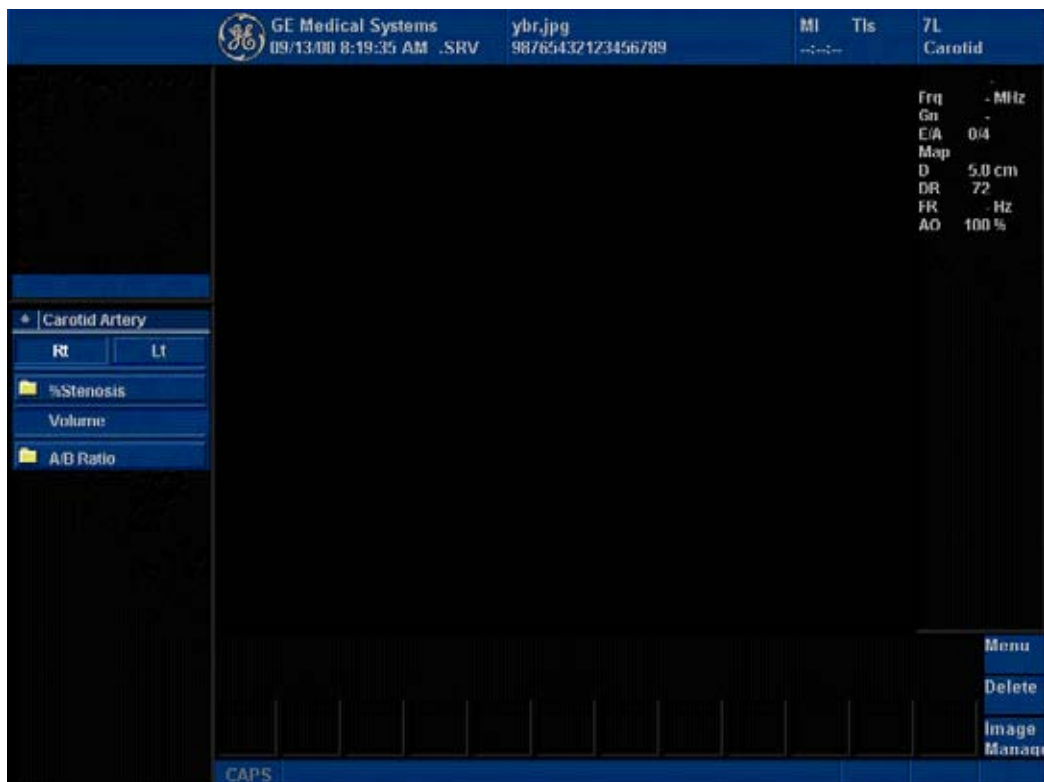 GE Medical Systems
09/13/00 8:19:35 AM .SRV
ybr.jpg
98765432123456789
MI TIs
--:--:--
7L
Carotid
Frq - MHz
Gn -
E/A 0/4
Map
D 5.0 cm
DR 72
FR - Hz
AO 100 %
Carotid Artery
Rt Lt
%Stenosis
Volume
A/B Ratio
Menu
Delete
Image
Manag
CAPS